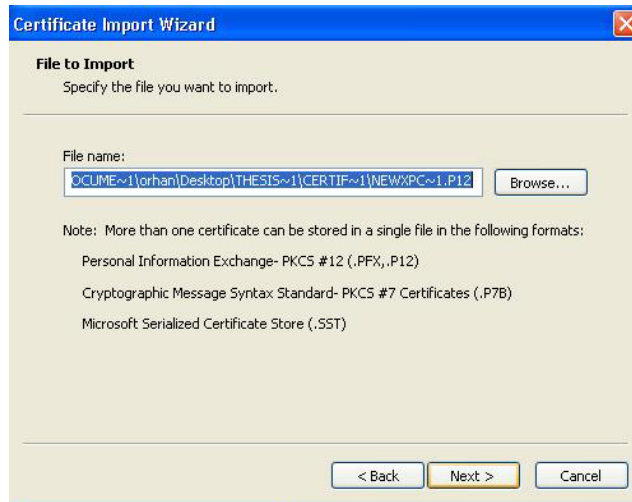 Certificate Import Wizard
File to Import
Specify the file you want to import.
File name:
OCUME~1\orhan\Desktop\THESIS~1\CERTIF~1\NEWXPC~1.P12
Browse...
Note: More than one certificate can be stored in a single file in the following formats:
Personal Information Exchange- PKCS #12 (.PFX,.P12)
Cryptographic Message Syntax Standard- PKCS #7 Certificates (.P7B)
Microsoft Serialized Certificate Store (.SST)
< Back Next > Cancel